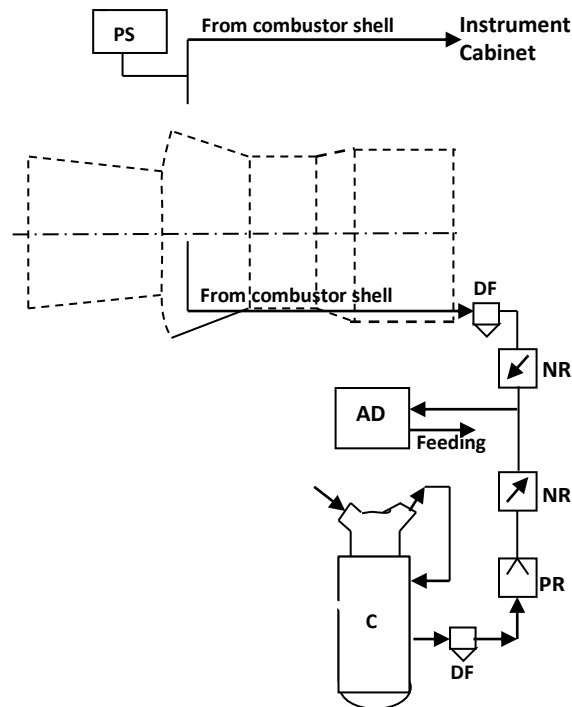 PS
From combustor shell
Instrument
Cabinet
From combustor shell
DF
NR
AD
Feeding
NR
PR
C
DF